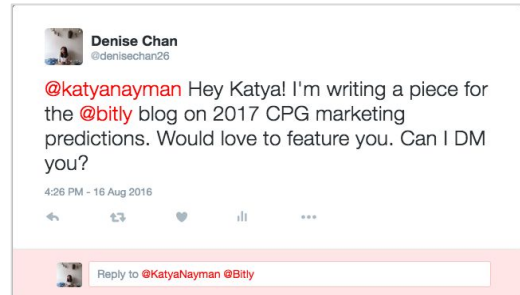 Denise Chan
@denisechan26
@katyanayman Hey Katya! I'm writing a piece for
the @bitly blog on 2017 CPG marketing
predictions. Would love to feature you. Can I DM
you?
4:26 PM - 16 Aug 2016
Reply to @KatyaNayman @Bitly